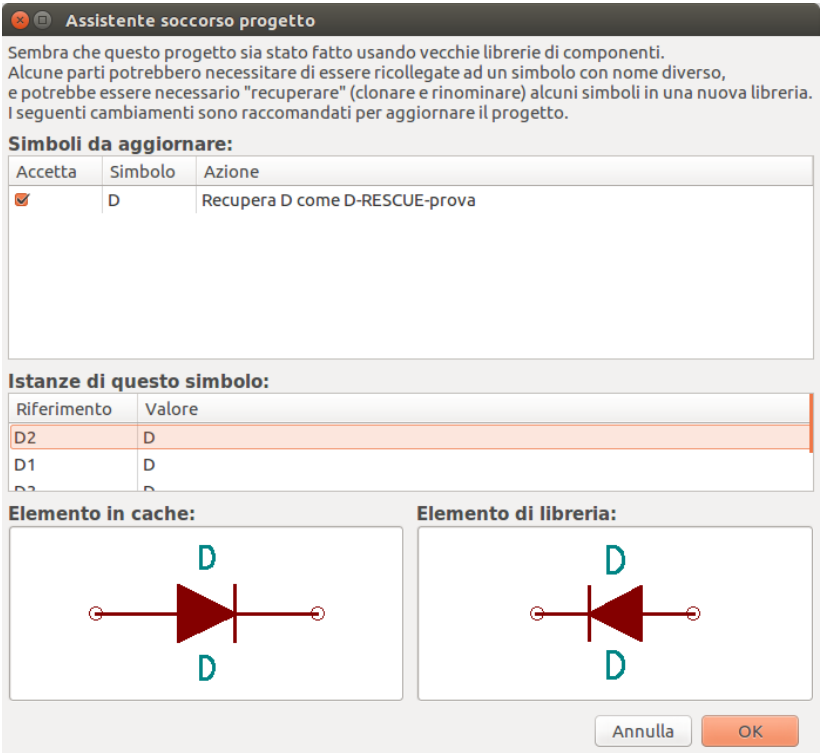 Assistente soccorso progetto
Sembra che questo progetto sia stato fatto usando vecchie librerie di componenti.
Alcune parti potrebbero necessitare di essere ricollegate ad un simbolo con nome diverso,
e potrebbe essere necessario "recuperare" (clonare e rinominare) alcuni simboli in una nuova libreria.
I seguenti cambiamenti sono raccomandati per aggiornare il progetto.
Simboli da aggiornare:
Accetta Simbolo Azione
D Recupera D come D-RESCUE-prova
Istanze di questo simbolo:
Riferimento Valore
D2 D
D1 D
Elemento in cache: Elemento di libreria:
D D
D D
Annulla OK